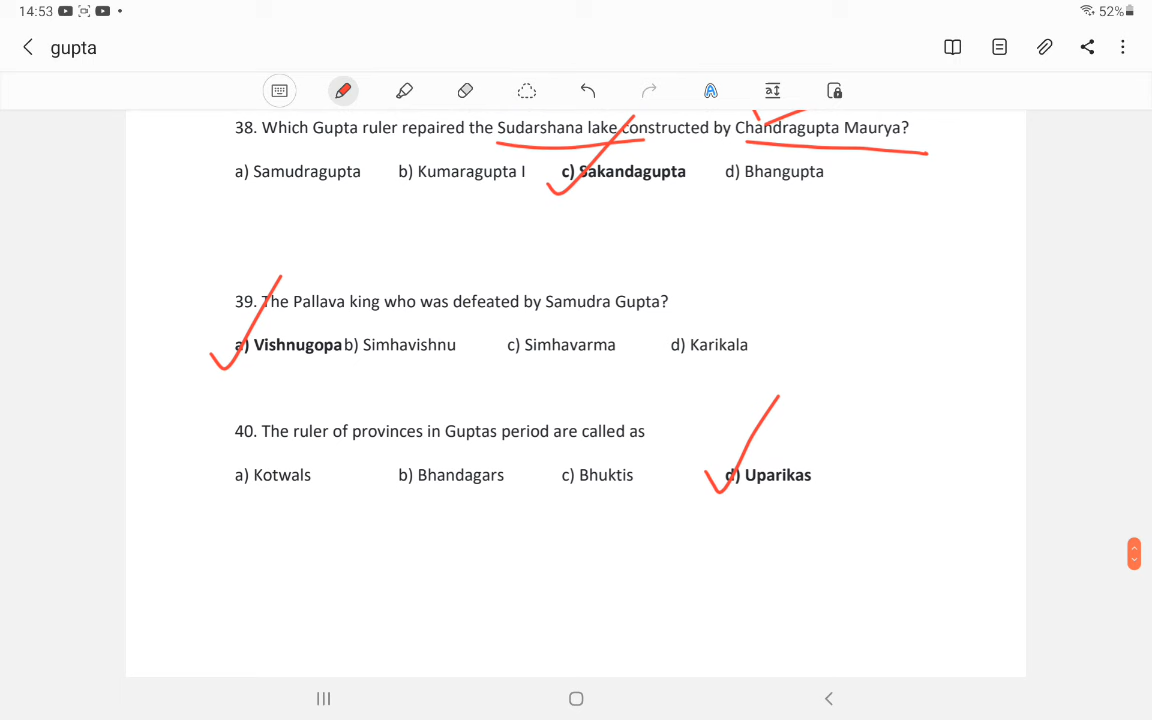 14:53 52%
gupta
38. Which Gupta ruler repaired the Sudarshana lake constructed by Chandragupta Maurya?
a) Samudragupta b) Kumaragupta I c) Sakandagupta d) Bhangupta
39. The Pallava king who was defeated by Samudra Gupta?
a) Vishnugopa b) Simhavishnu c) Simhavarma d) Karikala
40. The ruler of provinces in Guptas period are called as
a) Kotwals b) Bhandagars c) Bhuktis d) Uparikas